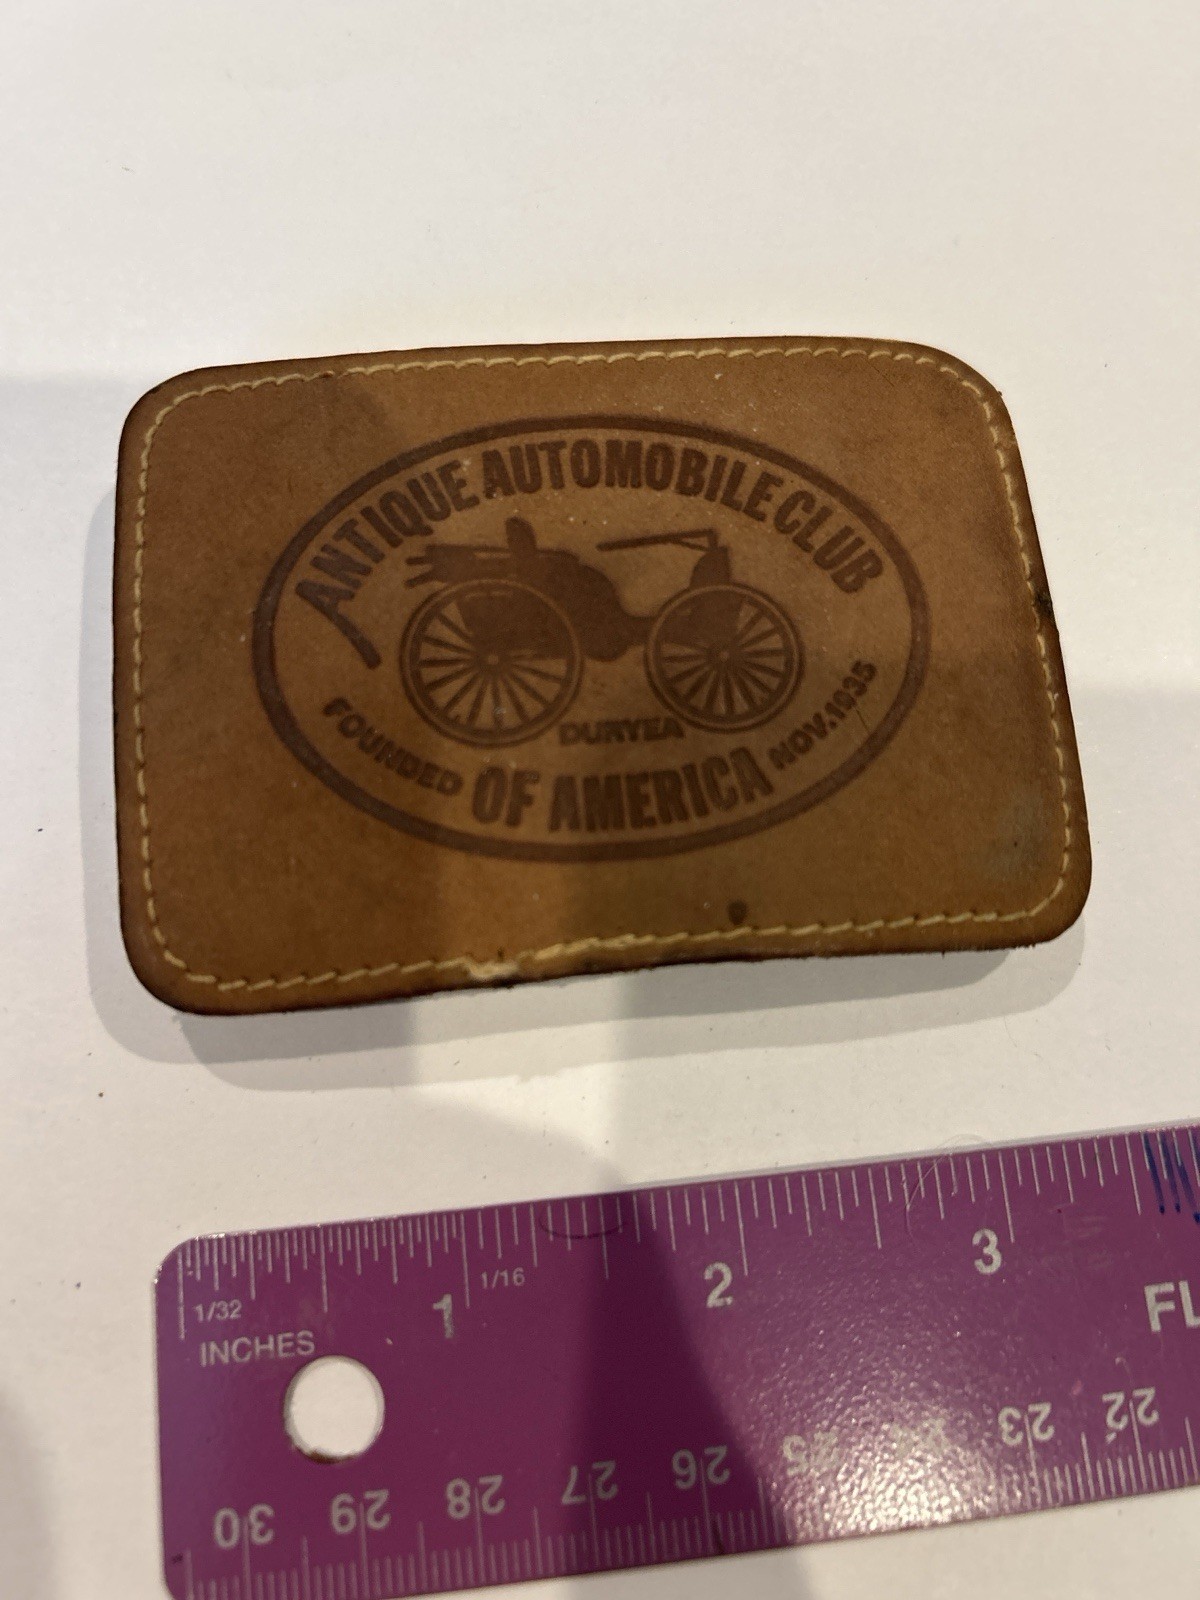 ANTIQUE AUTOMOBILE CLUB
DURYEA
FOUNDED OF AMERICA NOV. 1935
1/32
INCHES
1
1/16
2
3
FL
30 29 28 27 26 25 24 23 22